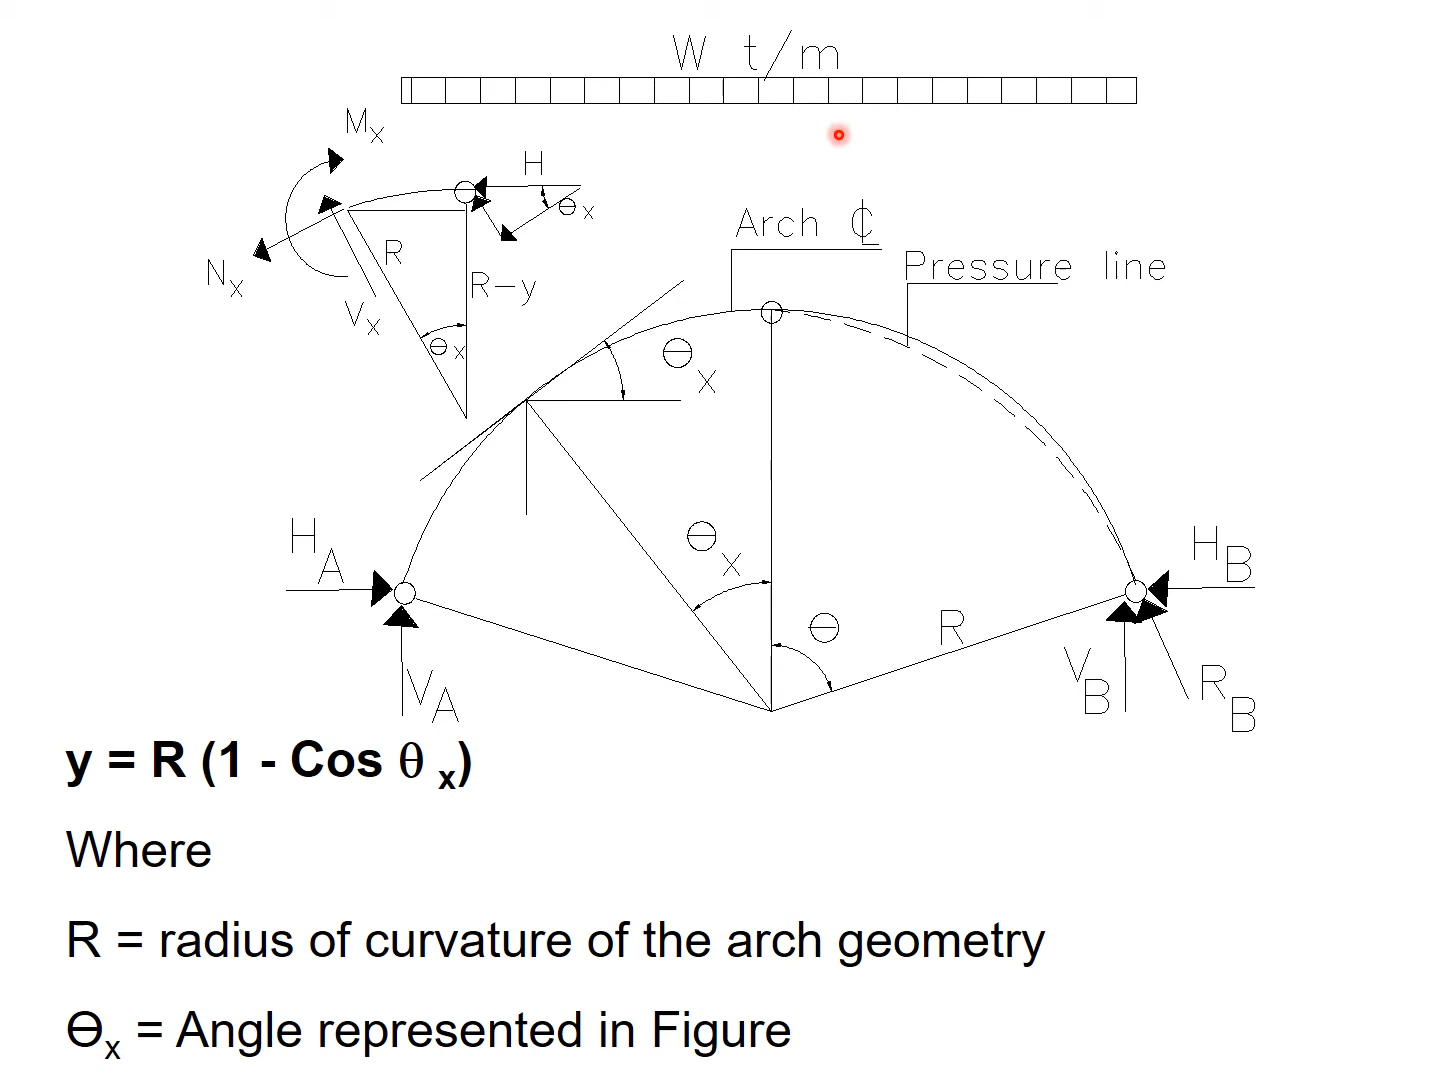 W t/m
Mx
H
ϴx
Nx
R
R-y
Vx
ϴx
Arch ℄
Pressure line
ϴx
HA
HB
ϴx
ϴ
R
VA
VB
RB
y = R (1 - Cos θ x)
Where
R = radius of curvature of the arch geometry
ϴx = Angle represented in Figure